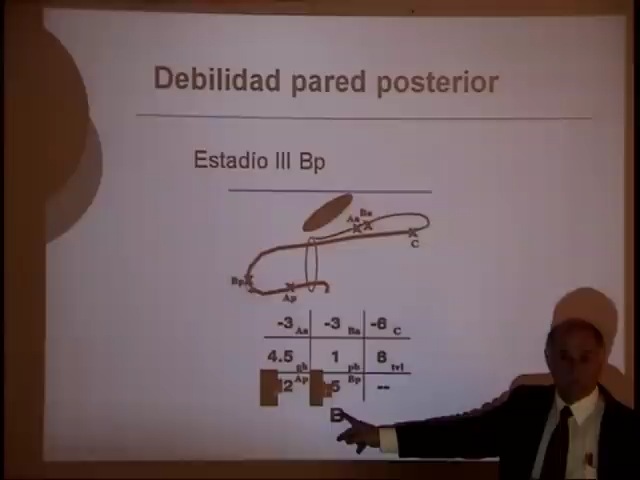 Debilidad pared posterior
Estadío III Bp
Aa Ba
C
Bp
Ap
-3 Aa -3 Ba -6 C
4.5 gh 1 pb 6 tvl
2 Ap 5 Bp --
B